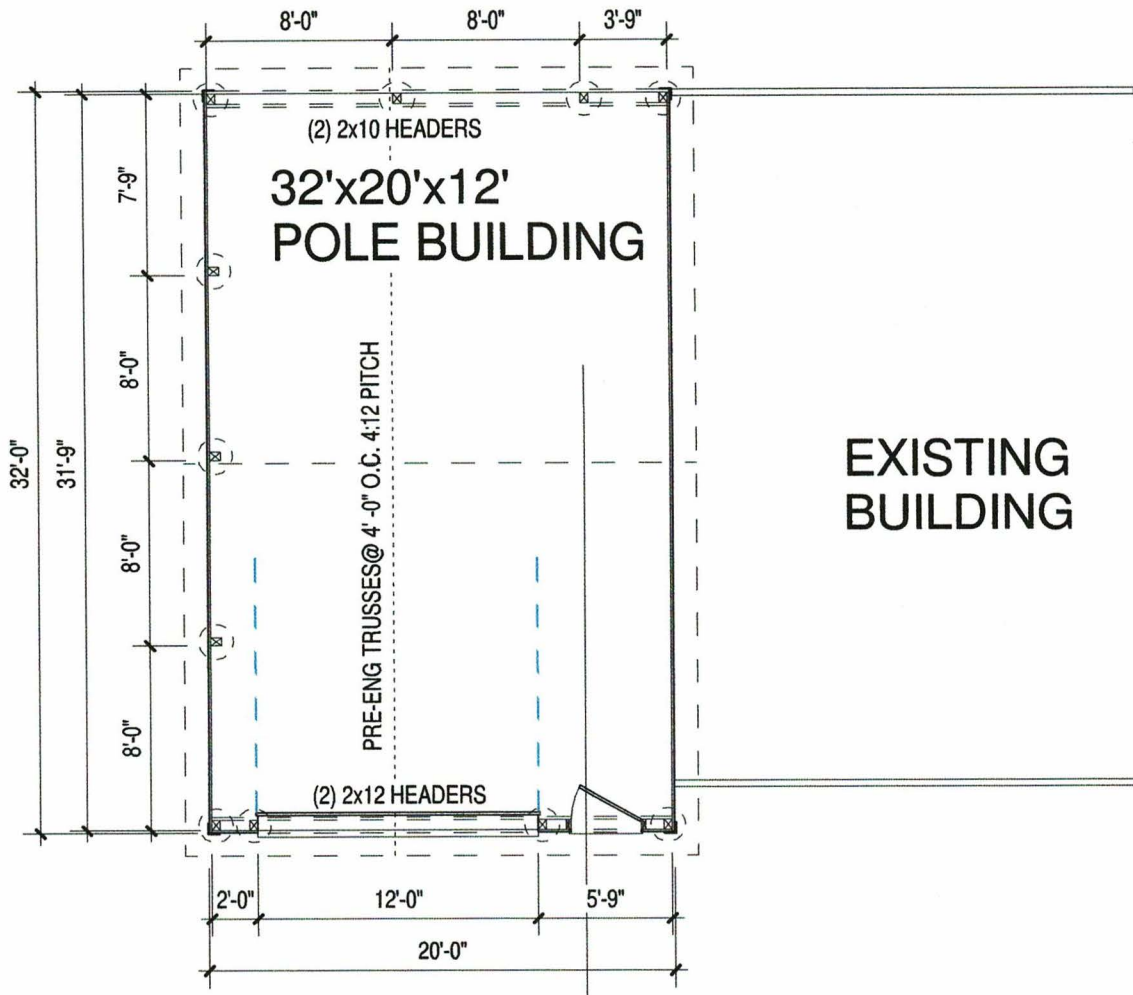 8'-0"
8'-0"
3'-9"
(2) 2x10 HEADERS
32'x20'x12'
POLE BUILDING
7'-9"
8'-0"
8'-0"
8'-0"
32'-0"
31'-9"
PRE-ENG TRUSSES@ 4' -0" O.C. 4:12 PITCH
EXISTING
BUILDING
(2) 2x12 HEADERS
2'-0"
12'-0"
5'-9"
20'-0"